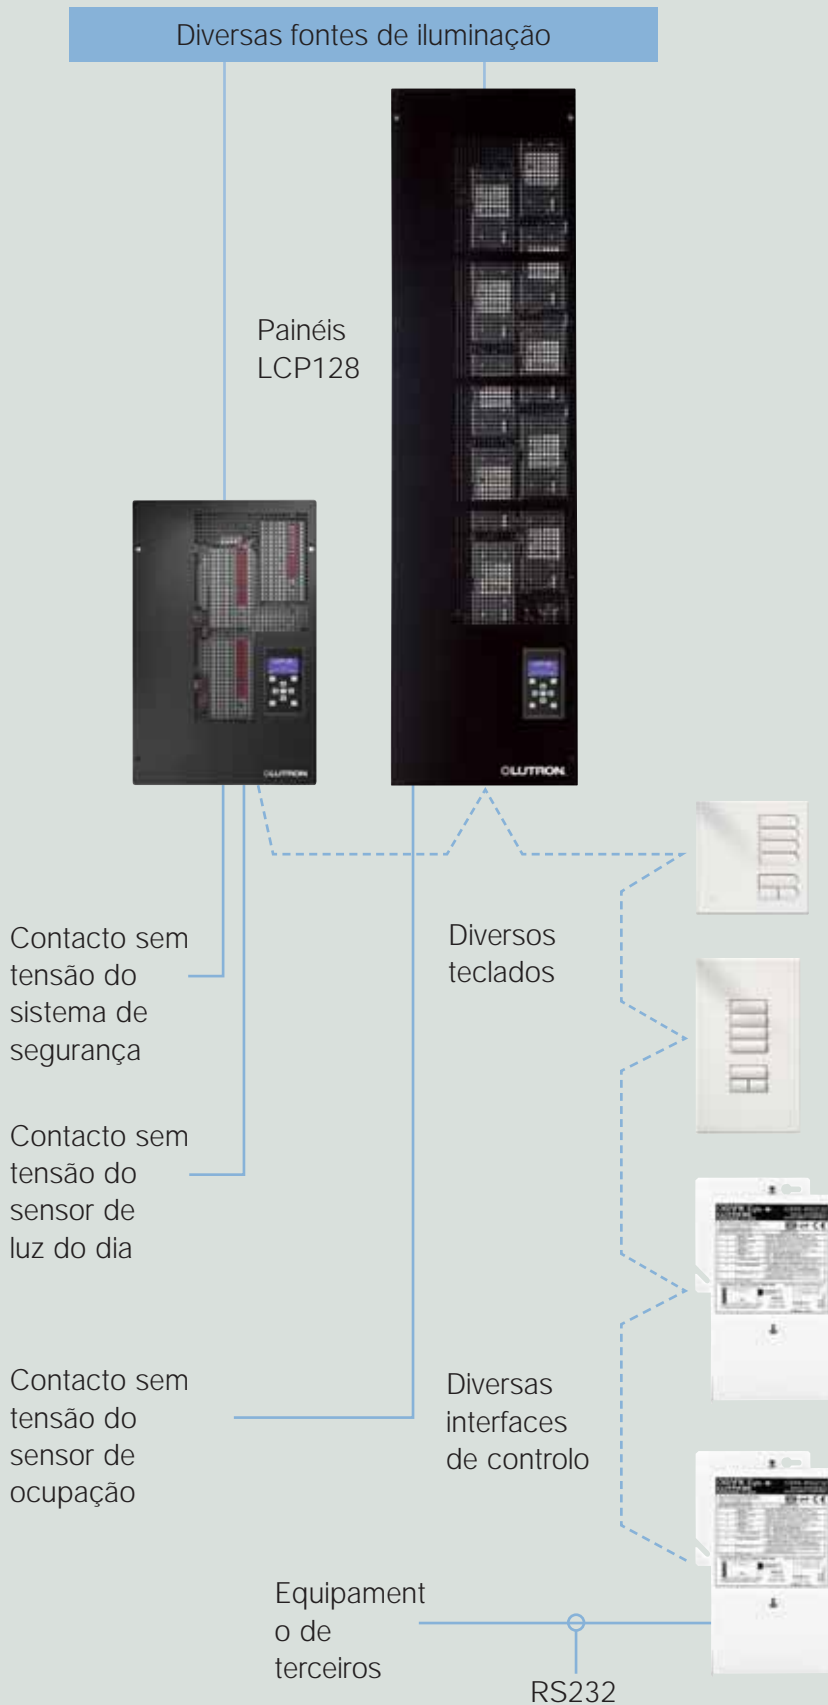 Diversas fontes de iluminação
Painéis
LCP128
LUTRON
LUTRON
Contacto sem
tensão do
sistema de
segurança
Diversos
teclados
Contacto sem
tensão do
sensor de
luz do dia
Contacto sem
tensão do
sensor de
ocupação
Diversas
interfaces
de controlo
Equipament
o de
terceiros
RS232